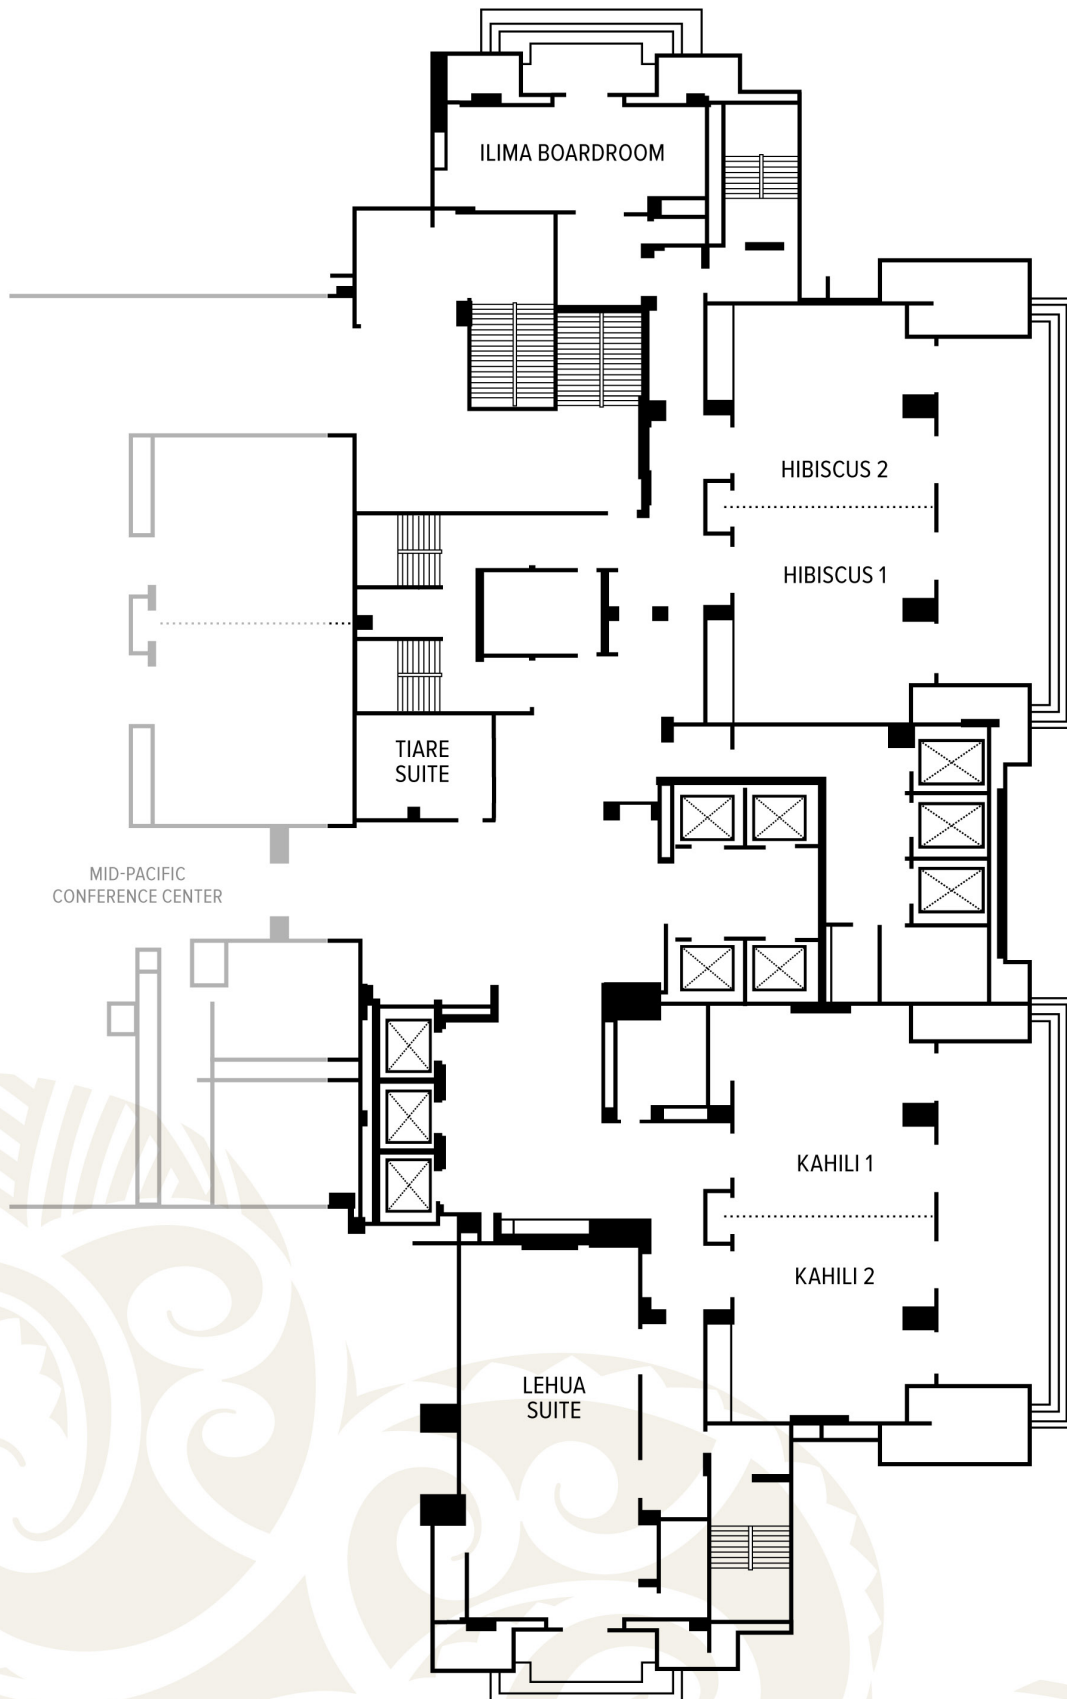 ILIMA BOARDROOM
HIBISCUS 2
HIBISCUS 1
TIARE
SUITE
MID-PACIFIC
CONFERENCE CENTER
KAHILI 1
KAHILI 2
LEHUA
SUITE